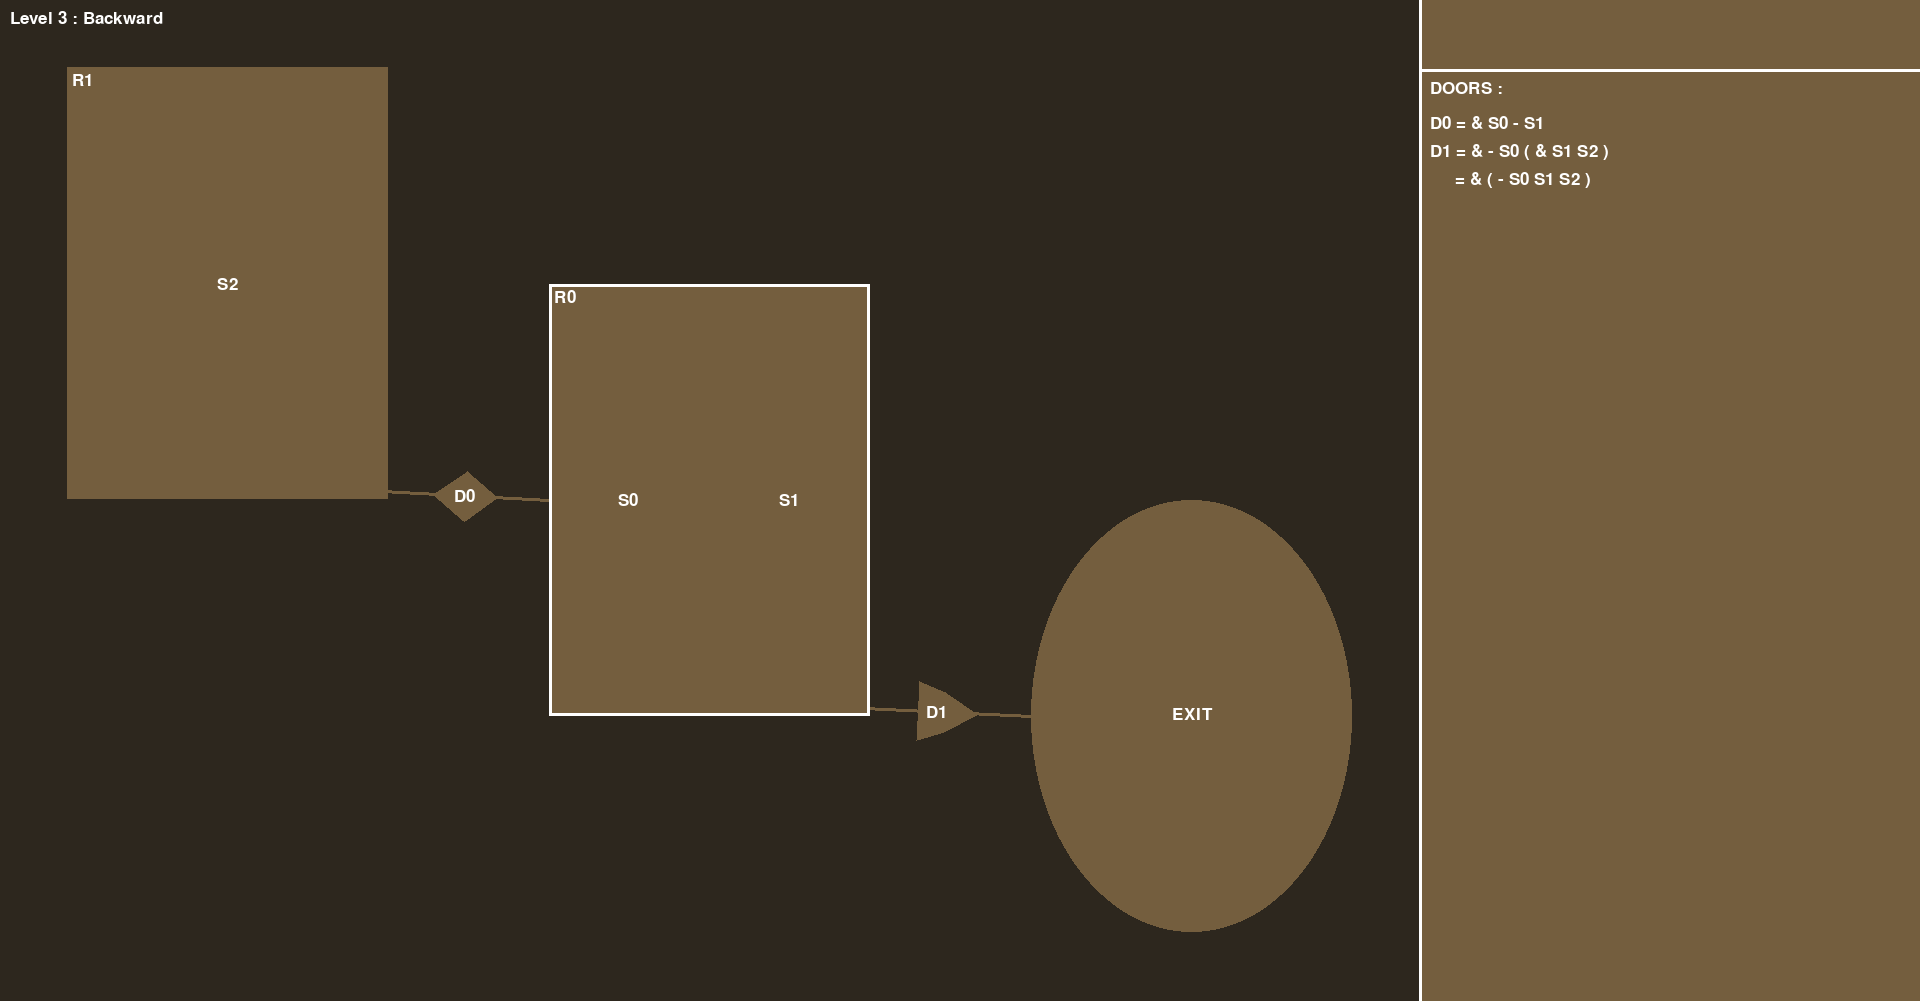 Level 3 : Backward
R1
S2
D0
R0
S0 S1
D1
EXIT
DOORS :
D0 = & S0 - S1
D1 = & - S0 ( & S1 S2 )
= & ( - S0 S1 S2 )